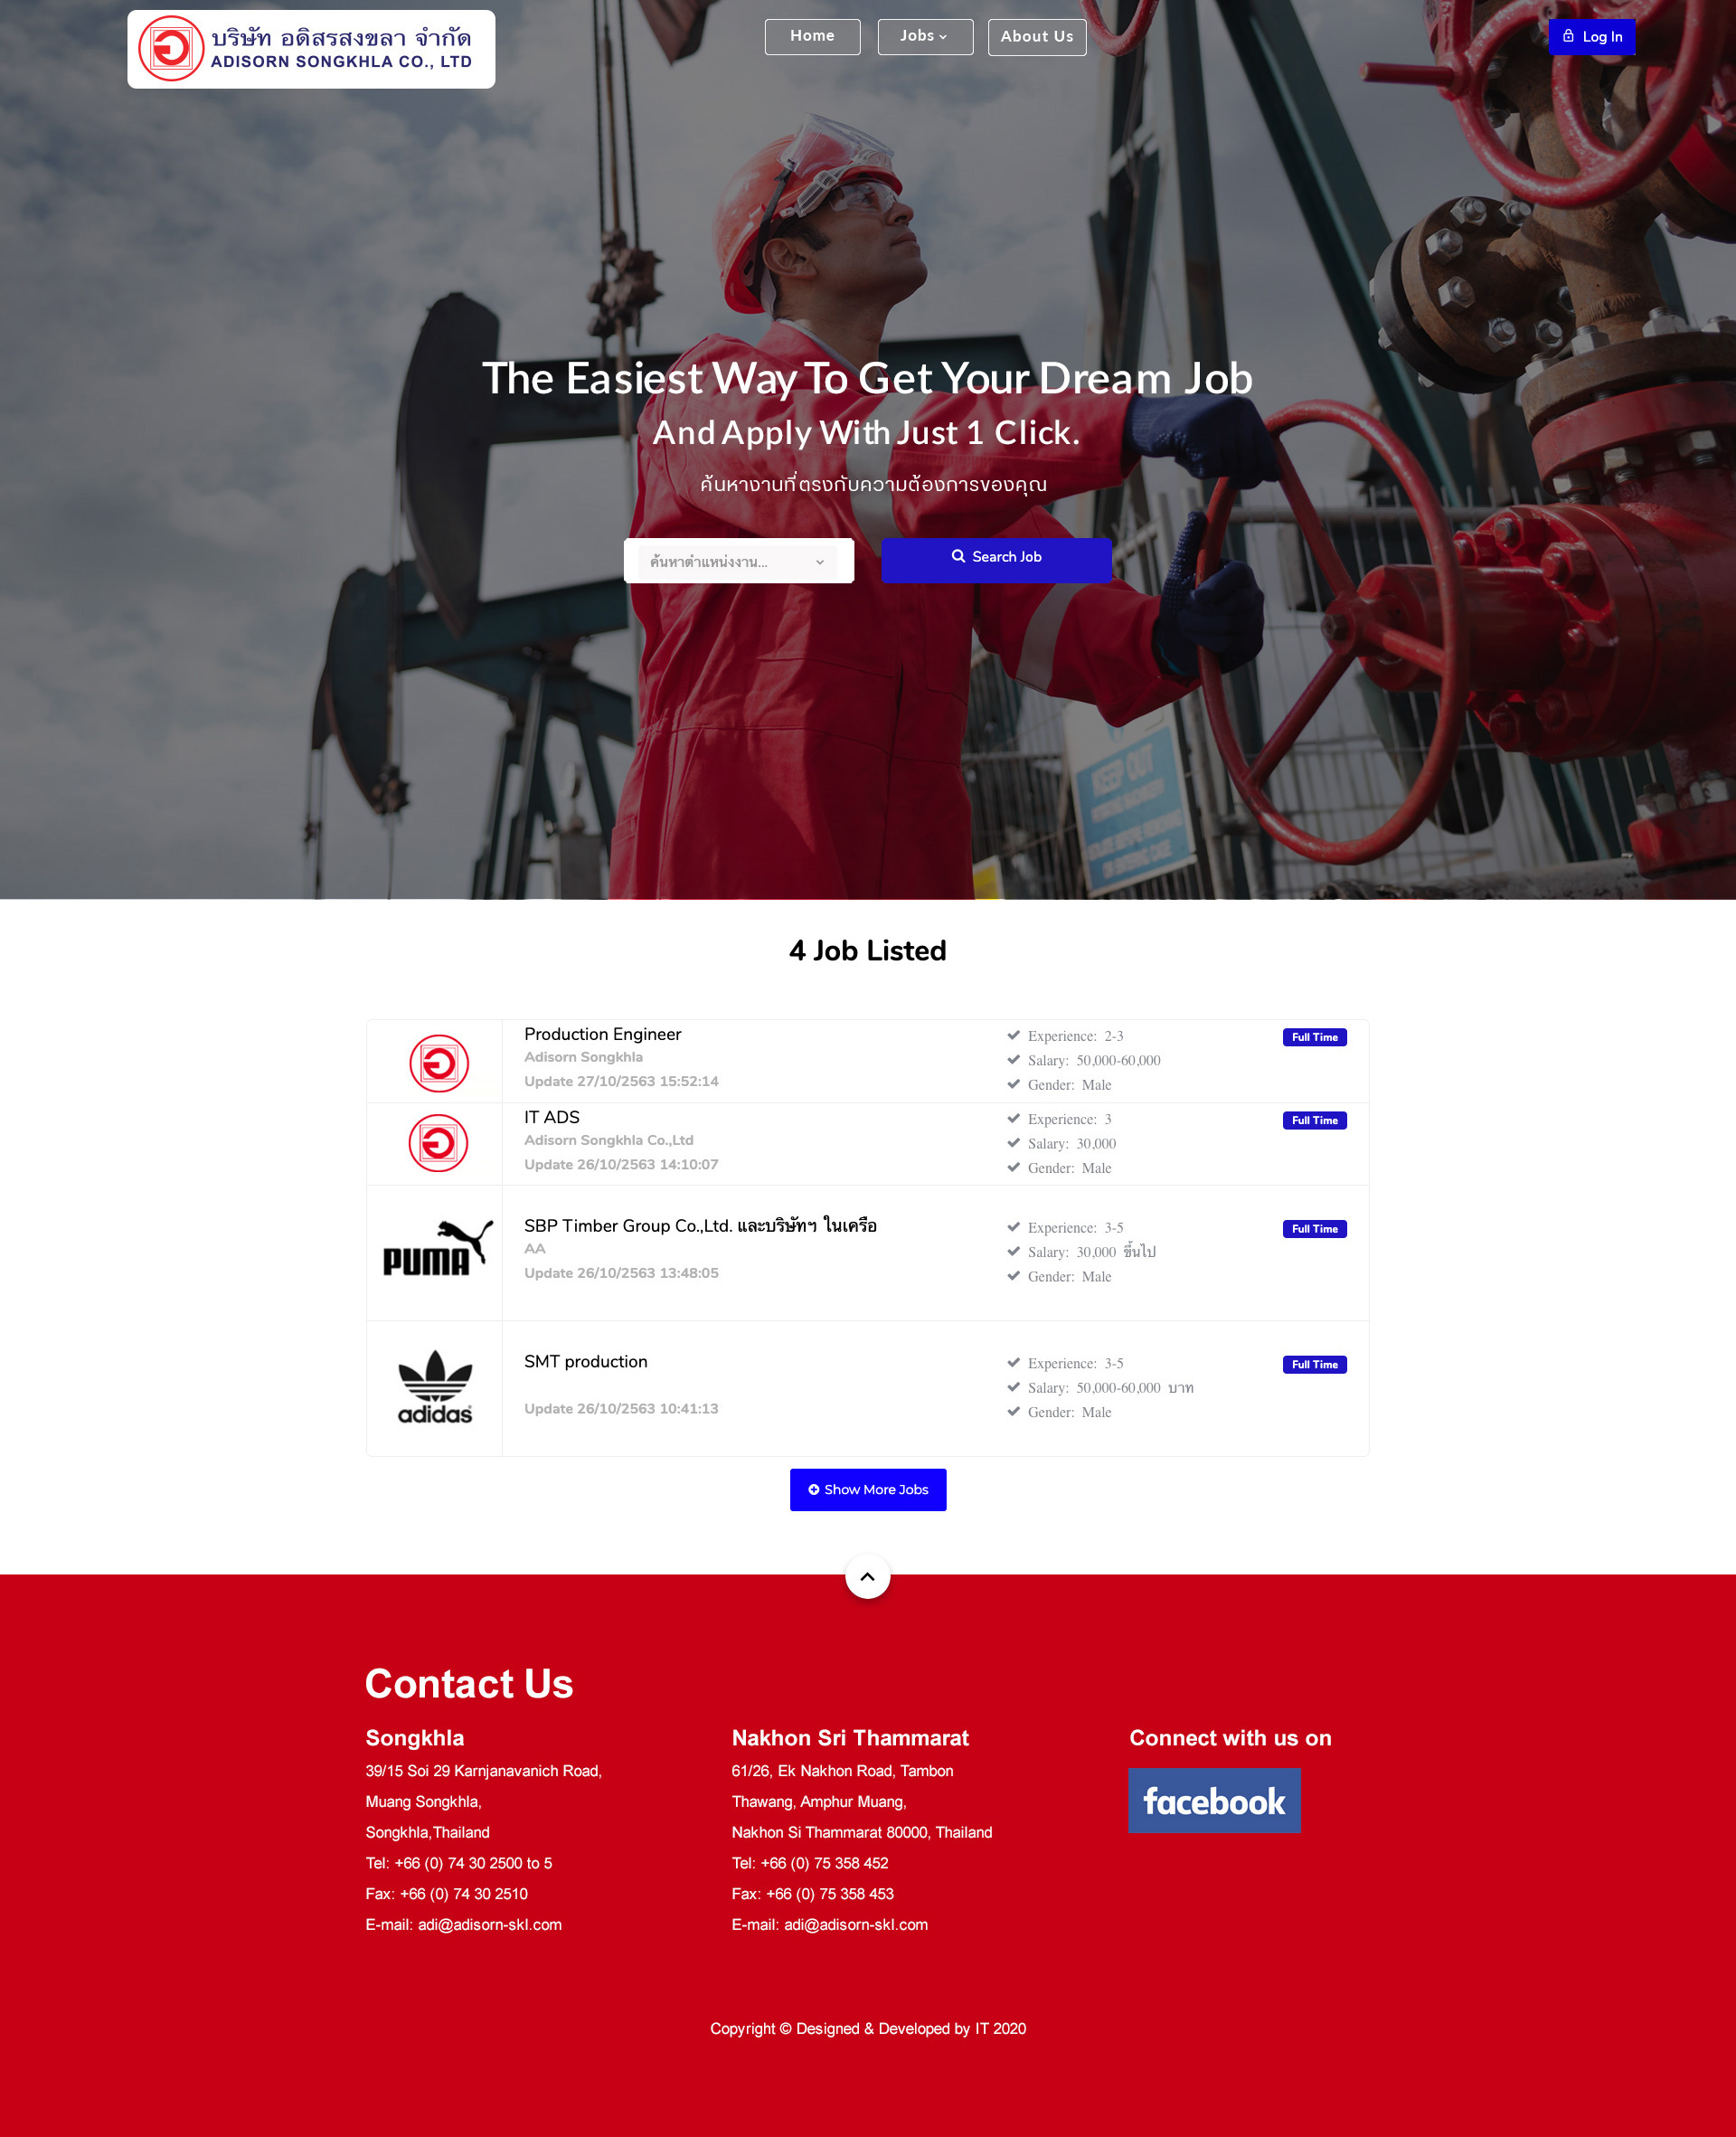 บริษัท อดิสรสงขลา จำกัด
ADISORN SONGKHLA CO., LTD
Home
Jobs
About Us
Log In
The Easiest Way To Get Your Dream Job
And Apply With Just 1 Click.
ค้นหางานที่ตรงกับความต้องการของคุณ
ค้นหาตำแหน่งงาน...
Search Job
KEEP OUT
4 Job Listed
Production Engineer
Adisorn Songkhla
Update 27/10/2563 15:52:14
Experience: 2-3
Salary: 50,000-60,000
Gender: Male
Full Time
IT ADS
Adisorn Songkhla Co.,Ltd
Update 26/10/2563 14:10:07
Experience: 3
Salary: 30,000
Gender: Male
Full Time
PUMA
SBP Timber Group Co.,Ltd. และบริษัทฯ ในเครือ
AA
Update 26/10/2563 13:48:05
Experience: 3-5
Salary: 30,000 ขึ้นไป
Gender: Male
Full Time
adidas
SMT production
Update 26/10/2563 10:41:13
Experience: 3-5
Salary: 50,000-60,000 บาท
Gender: Male
Full Time
Show More Jobs
Contact Us
Songkhla
39/15 Soi 29 Karnjanavanich Road,
Muang Songkhla,
Songkhla,Thailand
Tel: +66 (0) 74 30 2500 to 5
Fax: +66 (0) 74 30 2510
E-mail: adi@adisorn-skl.com
Nakhon Sri Thammarat
61/26, Ek Nakhon Road, Tambon
Thawang, Amphur Muang,
Nakhon Si Thammarat 80000, Thailand
Tel: +66 (0) 75 358 452
Fax: +66 (0) 75 358 453
E-mail: adi@adisorn-skl.com
Connect with us on
facebook
Copyright © Designed & Developed by IT 2020